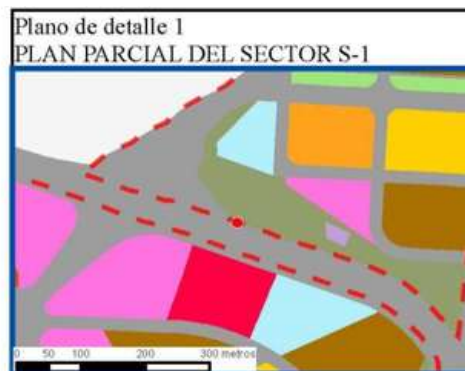 Plano de detalle 1
PLAN PARCIAL DEL SECTOR S-1
0 50 100 200 300 metros